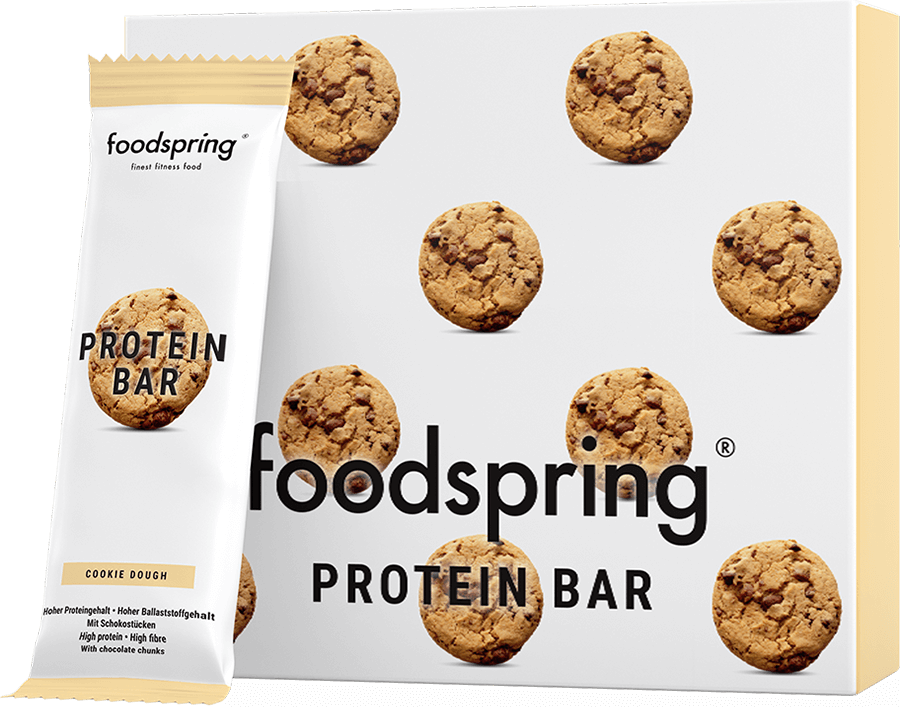 foodspring®
finest fitness food
PROTEIN
BAR
COOKIE DOUGH
Hoher Proteingehalt • Hoher Ballaststoffgehalt
Mit Schokostücken
High protein • High fibre
With chocolate chunks
foodspring®
PROTEIN BAR